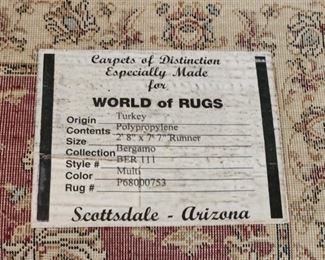 Carpets of Distinction
Especially Made
for
WORLD of RUGS
Origin Turkey
Contents Polypropylene
Size 2' 8" x 7' 7" Runner
Collection Bergamo
Style # BER 111
Color Multi
Rug # P68000753
Scottsdale - Arizona